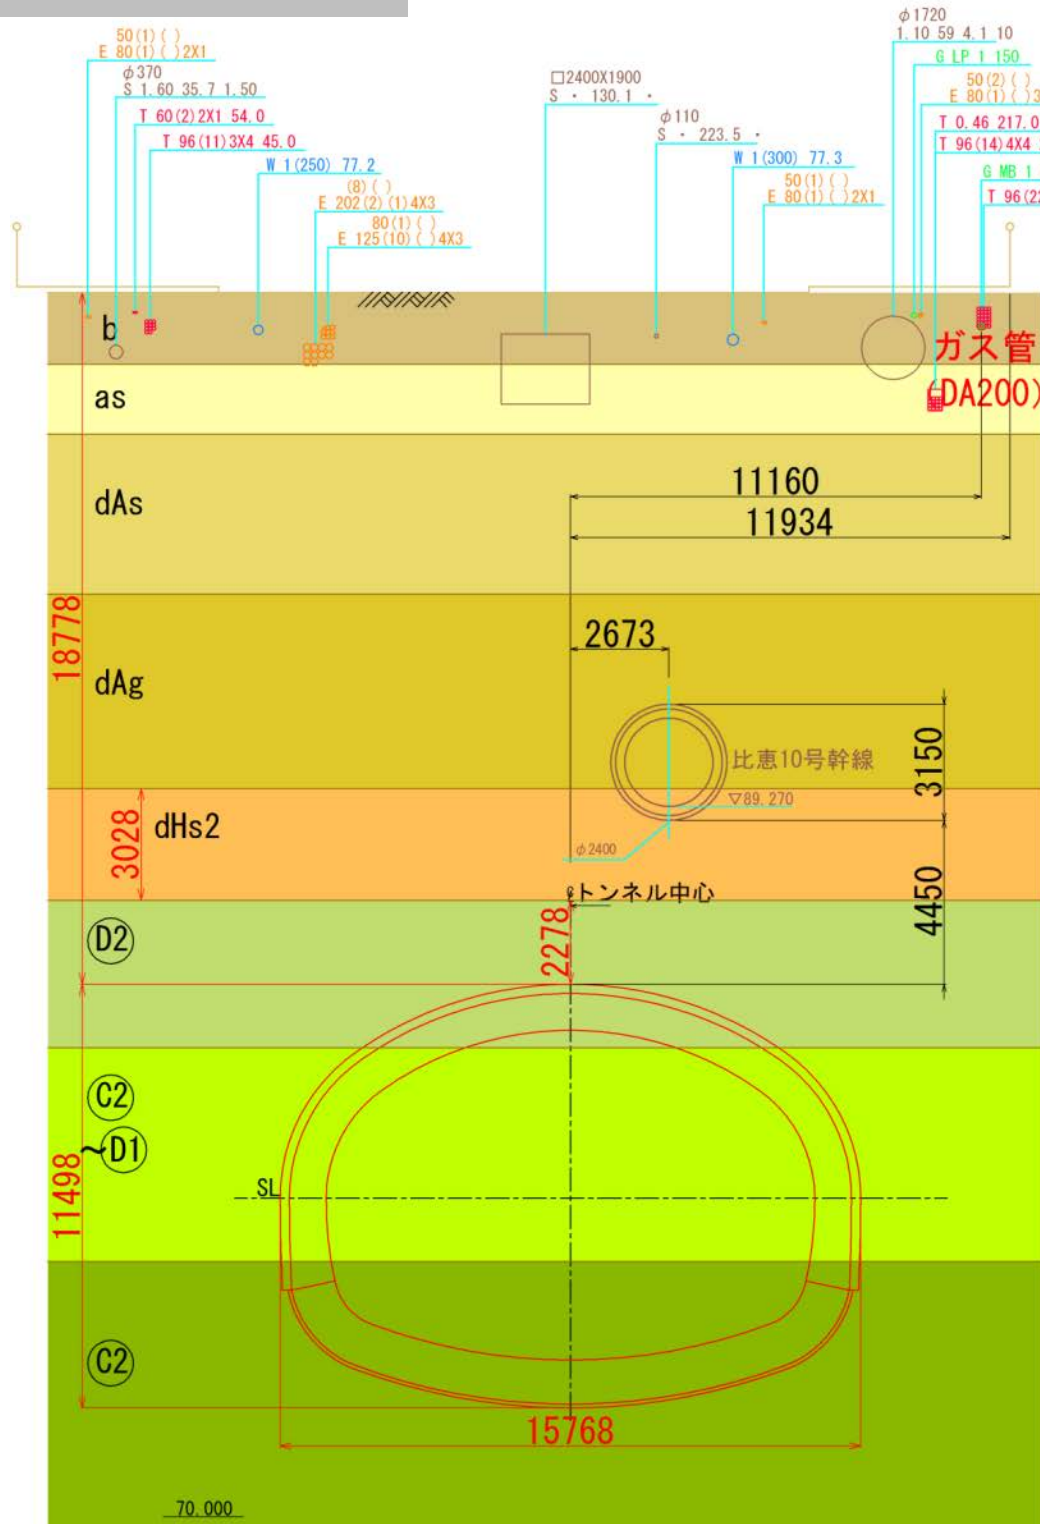 50(1)( )
E 80(1)( )2X1
φ370
S 1.60 35.7 1.50
T 60(2)2X1 54.0
T 96(11)3X4 45.0
W 1(250) 77.2
(8)( )
E 202(2)(1)4X3
80(1)( )
E 125(10)( )4X3
□2400X1900
S ・ 130.1 ・
φ110
S ・ 223.5 ・
W 1(300) 77.3
50(1)( )
E 80(1)( )2X1
φ1720
1.10 59 4.1 10
G LP 1 150
50(2)( )
E 80(1)( )3
T 0.46 217.0
T 96(14)4X4
G MB 1
T 96(22
b
ガス管
(DA200)
as
dAs
11160
11934
18778
2673
dAg
比恵10号幹線
▽89.270
3150
3028
dHs2
φ2400
4450
トンネル中心
D2
2278
C2
~D1
11498
SL
C2
15768
70.000